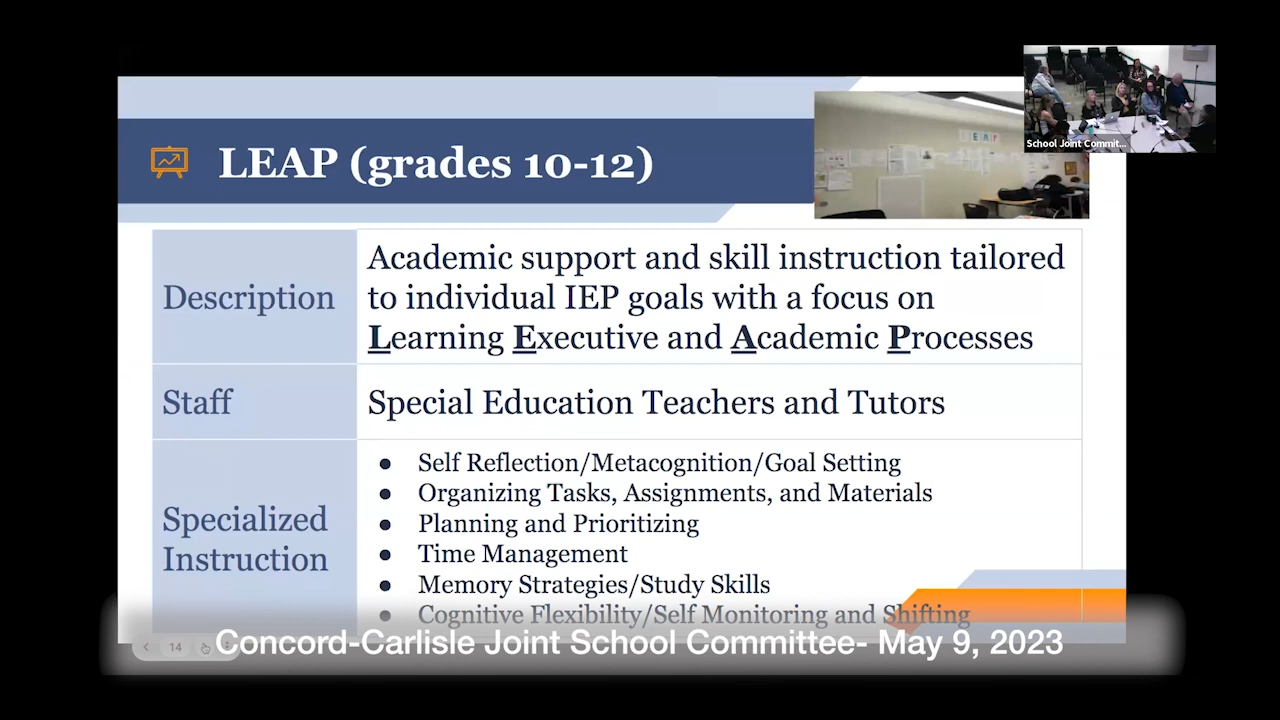 LEAP (grades 10-12)
LEAP
School Joint Commit...
Description
Academic support and skill instruction tailored
to individual IEP goals with a focus on
Learning Executive and Academic Processes
Staff
Special Education Teachers and Tutors
Specialized
Instruction
● Self Reflection/Metacognition/Goal Setting
● Organizing Tasks, Assignments, and Materials
● Planning and Prioritizing
● Time Management
● Memory Strategies/Study Skills
● Cognitive Flexibility/Self Monitoring and Shifting
14
Concord-Carlisle Joint School Committee- May 9, 2023